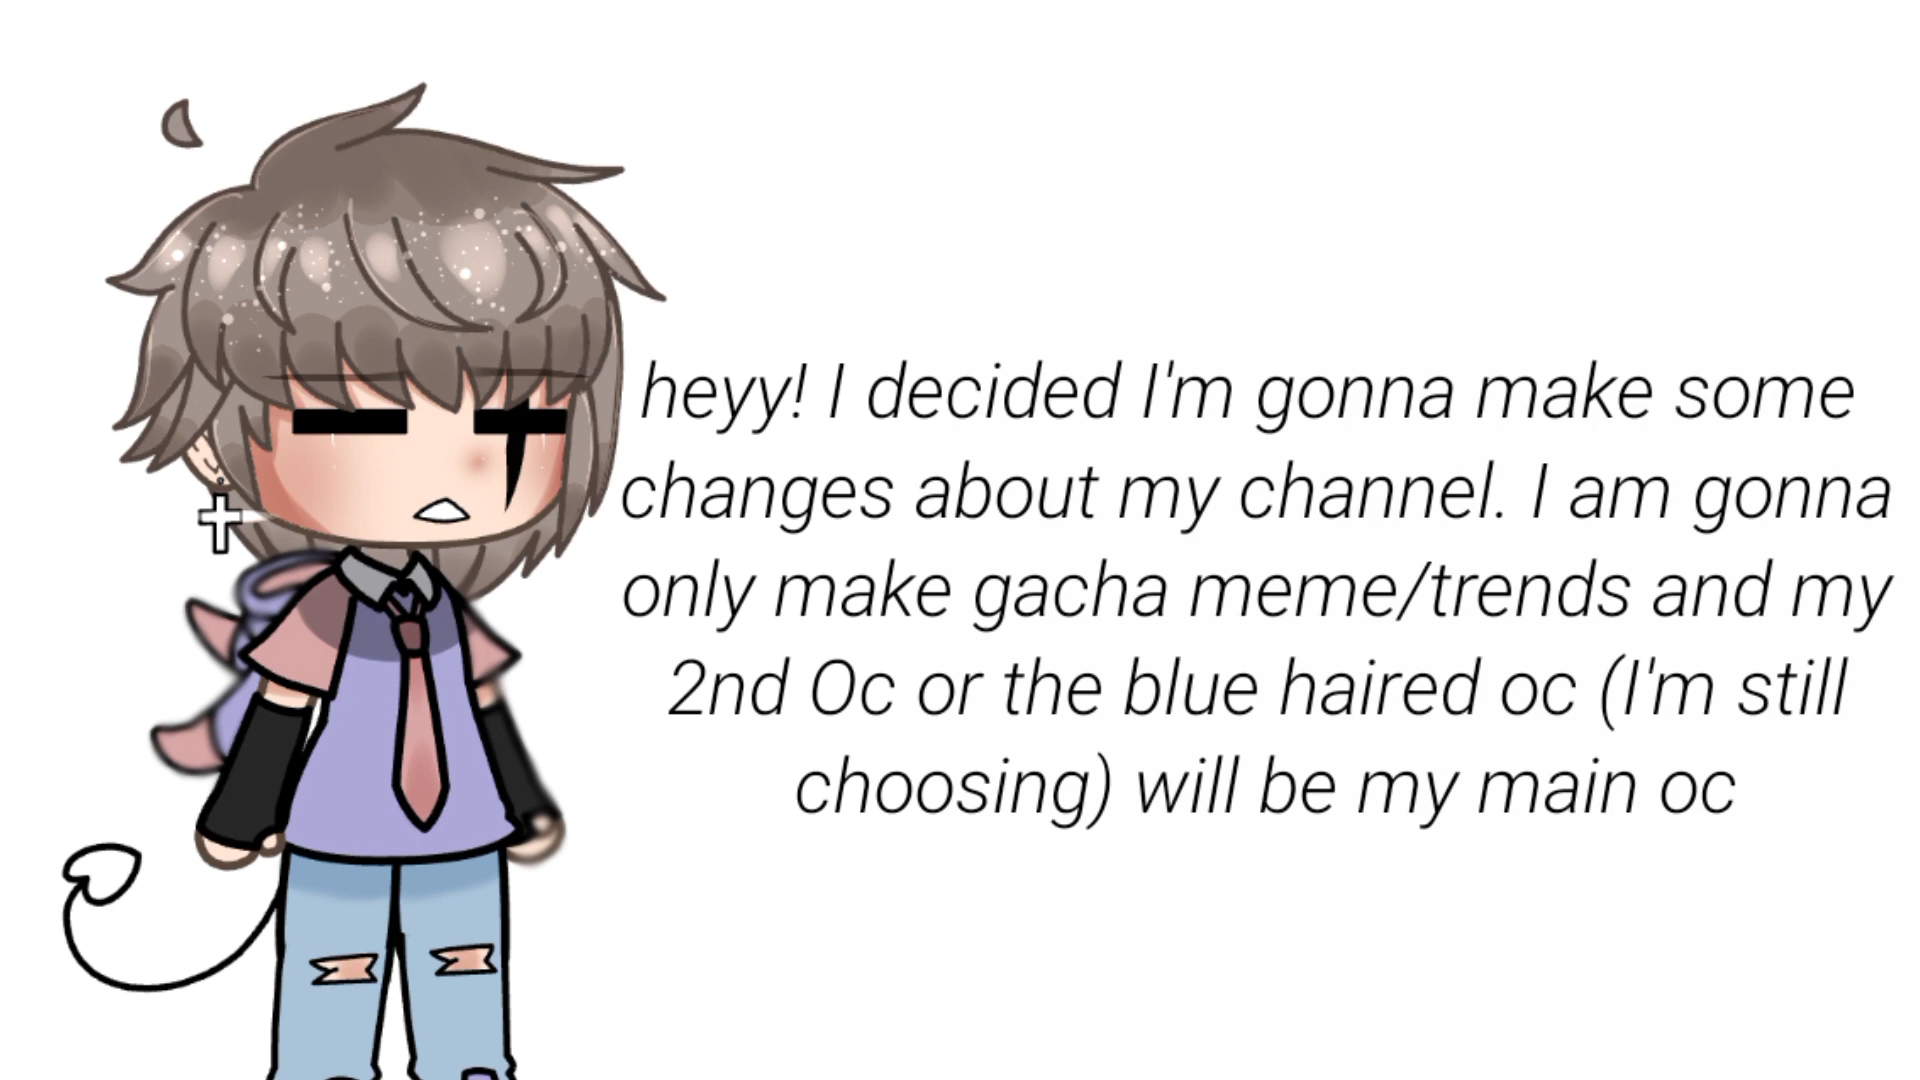 heyy! I decided I'm gonna make some
changes about my channel. I am gonna
only make gacha meme/trends and my
2nd Oc or the blue haired oc (I'm still
choosing) will be my main oc